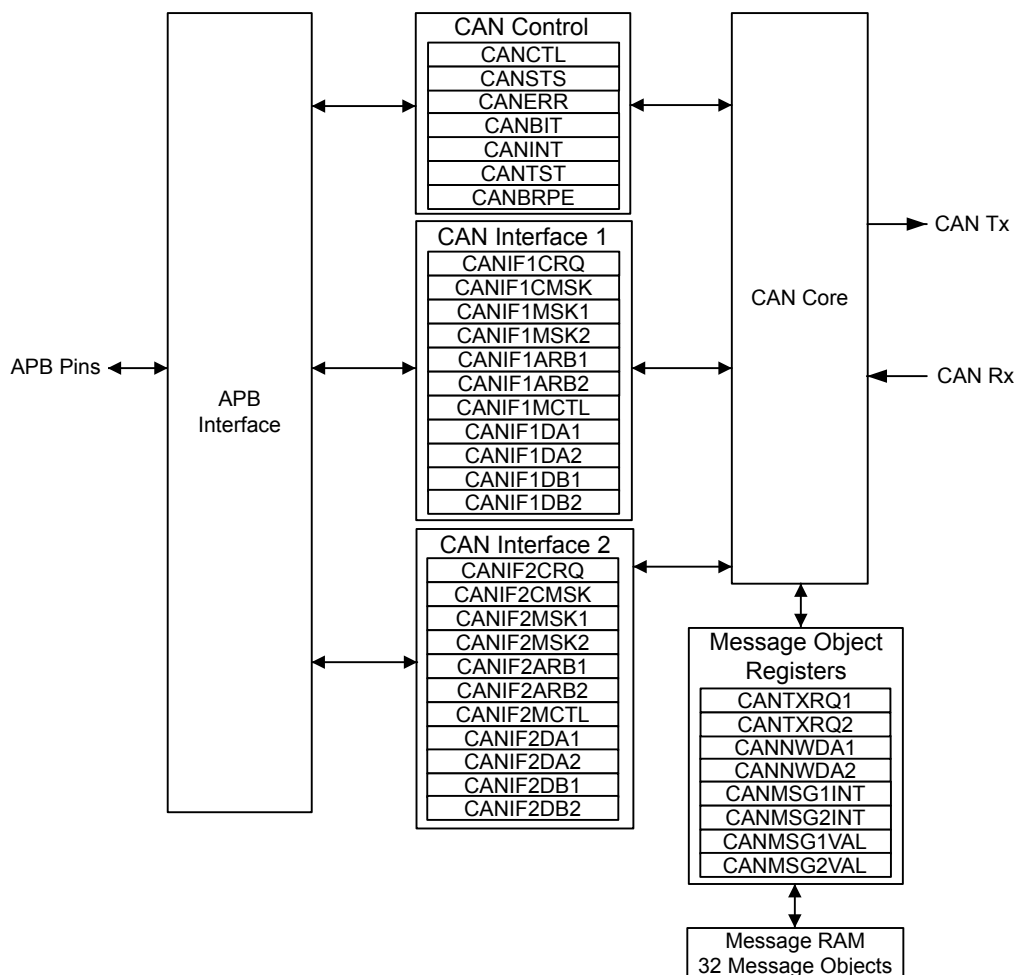 CAN Control
CANCTL
CANSTS
CANERR
CANBIT
CANINT
CANTST
CANBRPE
CAN Interface 1
CANIF1CRQ
CANIF1CMSK
CANIF1MSK1
CANIF1MSK2
CANIF1ARB1
CANIF1ARB2
CANIF1MCTL
CANIF1DA1
CANIF1DA2
CANIF1DB1
CANIF1DB2
CAN Interface 2
CANIF2CRQ
CANIF2CMSK
CANIF2MSK1
CANIF2MSK2
CANIF2ARB1
CANIF2ARB2
CANIF2MCTL
CANIF2DA1
CANIF2DA2
CANIF2DB1
CANIF2DB2
APB Pins
APB
Interface
CAN Core
CAN Tx
CAN Rx
Message Object
Registers
CANTXRQ1
CANTXRQ2
CANNWDA1
CANNWDA2
CANMSG1INT
CANMSG2INT
CANMSG1VAL
CANMSG2VAL
Message RAM
32 Message Objects